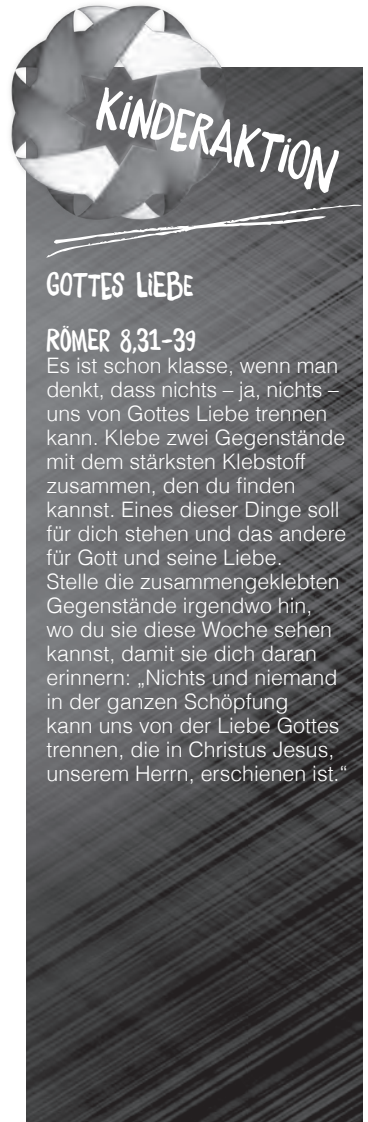 KINDERAKTION
GOTTES LIEBE
RÖMER 8,31–39
Es ist schon klasse, wenn man
denkt, dass nichts – ja, nichts –
uns von Gottes Liebe trennen
kann. Klebe zwei Gegenstände
mit dem stärksten Klebstoff
zusammen, den du finden
kannst. Eines dieser Dinge soll
für dich stehen und das andere
für Gott und seine Liebe.
Stelle die zusammengeklebten
Gegenstände irgendwo hin,
wo du sie diese Woche sehen
kannst, damit sie dich daran
erinnern: „Nichts und niemand
in der ganzen Schöpfung
kann uns von der Liebe Gottes
trennen, die in Christus Jesus,
unserem Herrn, erschienen ist.“